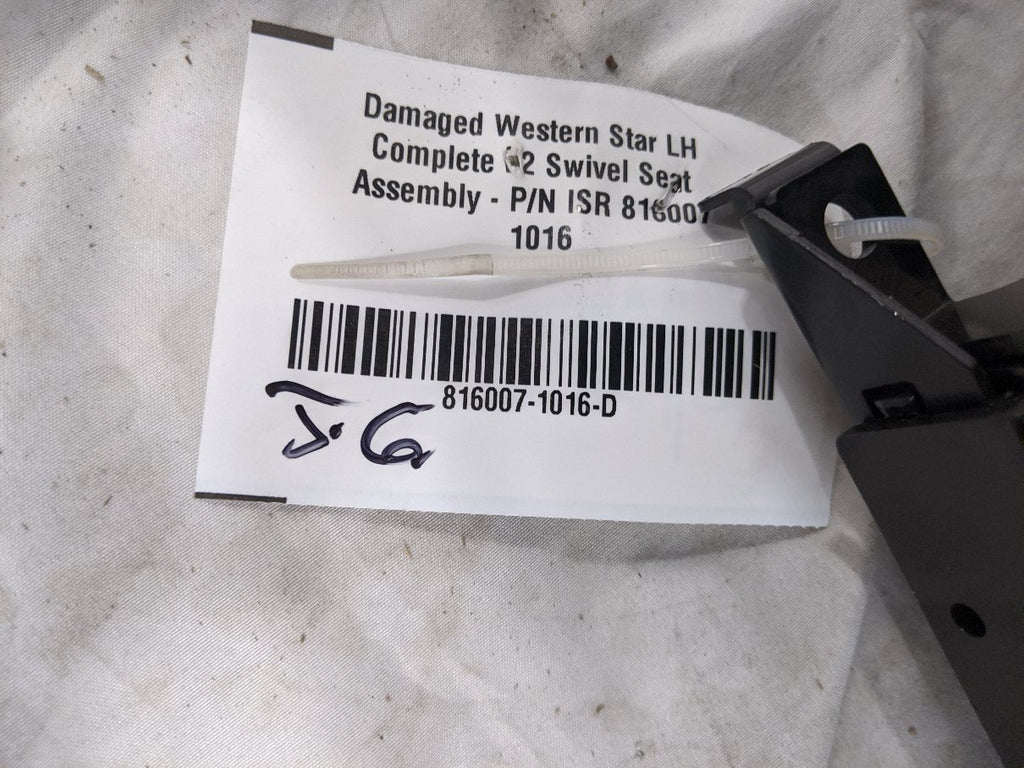 Damaged Western Star LH
Complete 2 Swivel Seat
Assembly - P/N ISR 816007
1016
816007-1016-D
J.G